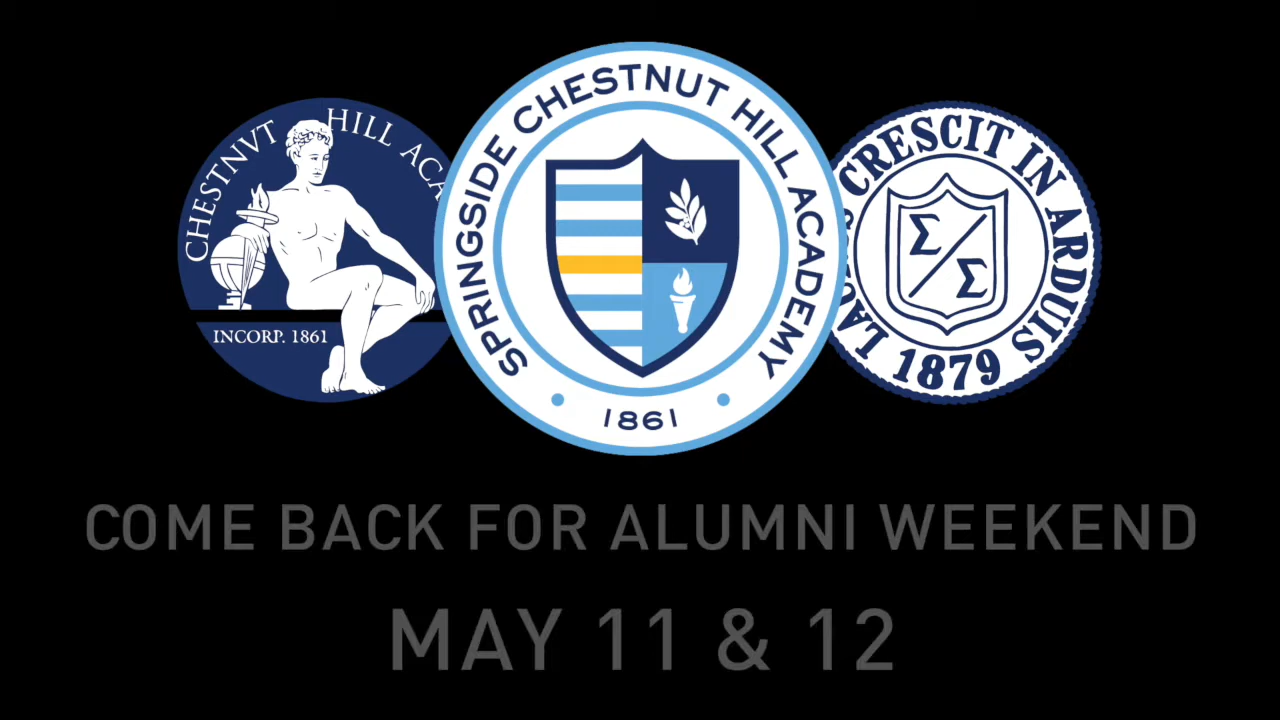 CHESTNVT HILL ACA
INCORP. 1861
SPRINGSIDE CHESTNUT HILL ACADEMY
1861
CRESCIT IN ARDUIS
1879
Σ
Σ
COME BACK FOR ALUMNI WEEKEND
MAY 11 & 12